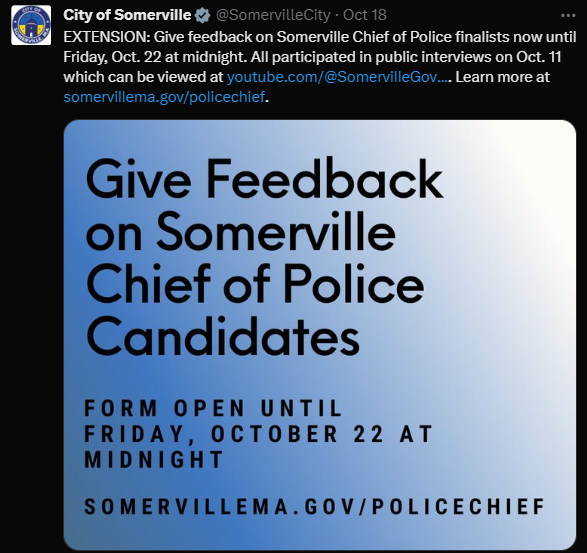 City of Somerville @SomervilleCity · Oct 18
EXTENSION: Give feedback on Somerville Chief of Police finalists now until
Friday, Oct. 22 at midnight. All participated in public interviews on Oct. 11
which can be viewed at youtube.com/@SomervilleGov.... Learn more at
somervillema.gov/policechief.
Give Feedback
on Somerville
Chief of Police
Candidates
FORM OPEN UNTIL
FRIDAY, OCTOBER 22 AT
MIDNIGHT
SOMERVILLEMA.GOV/POLICECHIEF